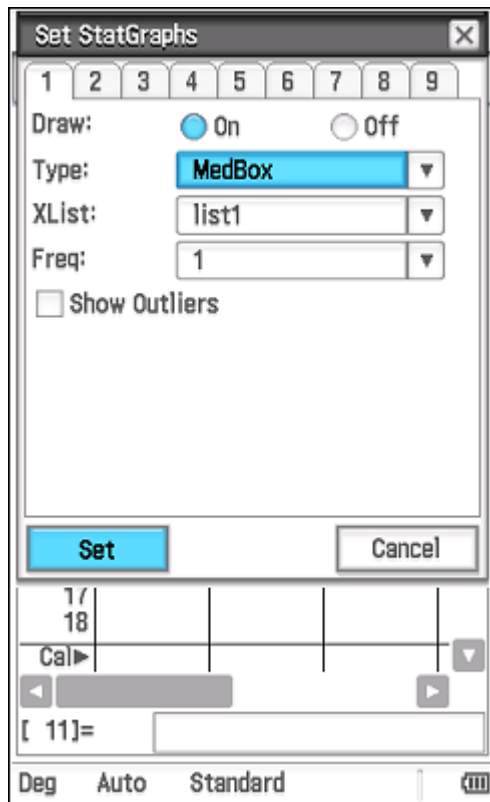 Set StatGraphs
1 2 3 4 5 6 7 8 9
Draw: On Off
Type: MedBox
XList: list1
Freq: 1
Show Outliers
Set Cancel
17
18
Cal▶
[ 11]=
Deg Auto Standard